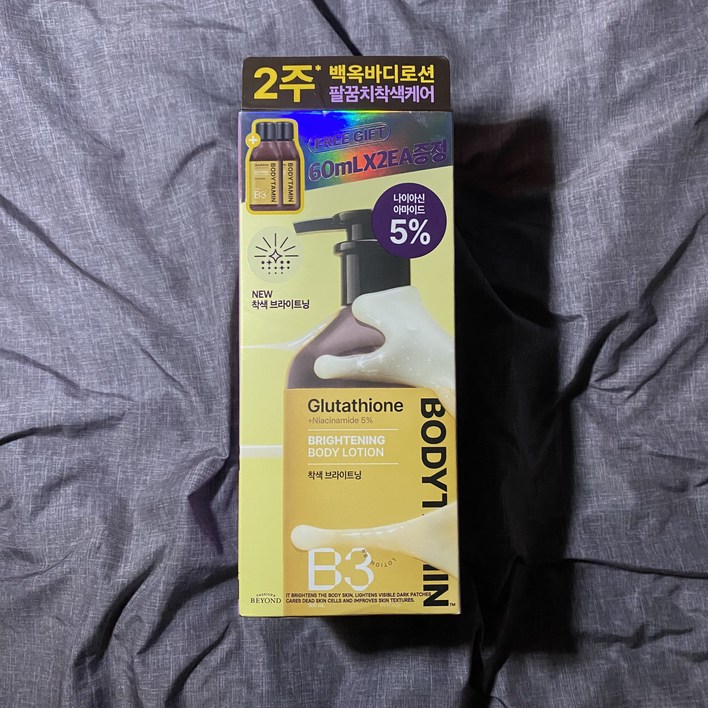 2주* 백옥바디로션
팔꿈치착색케어
FREE GIFT
60mLX2EA증정
Glutathione
B3
BODYTAMIN
나이아신
아마이드
5%
NEW
착색 브라이트닝
Glutathione
+Niacinamide 5%
BRIGHTENING
BODY LOTION
착색 브라이트닝
BODYTAMIN™
B3
LOTION
BEYOND
IT BRIGHTENS THE BODY SKIN, LIGHTENS VISIBLE DARK PATCHES,
CARES DEAD SKIN CELLS AND IMPROVES SKIN TEXTURES.